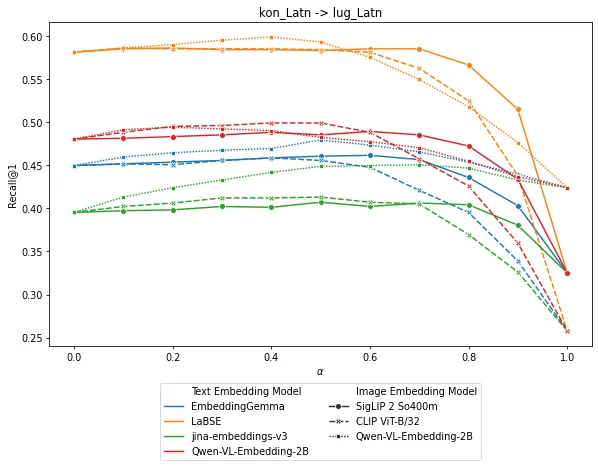 kon_Latn -> lug_Latn
0.60
0.55
0.50
0.45
0.40
0.35
0.30
0.25
Recall@1
0.0 0.2 0.4 0.6 0.8 1.0
α
Text Embedding Model Image Embedding Model
EmbeddingGemma SigLIP 2 So400m
LaBSE CLIP ViT-B/32
jina-embeddings-v3 Qwen-VL-Embedding-2B
Qwen-VL-Embedding-2B